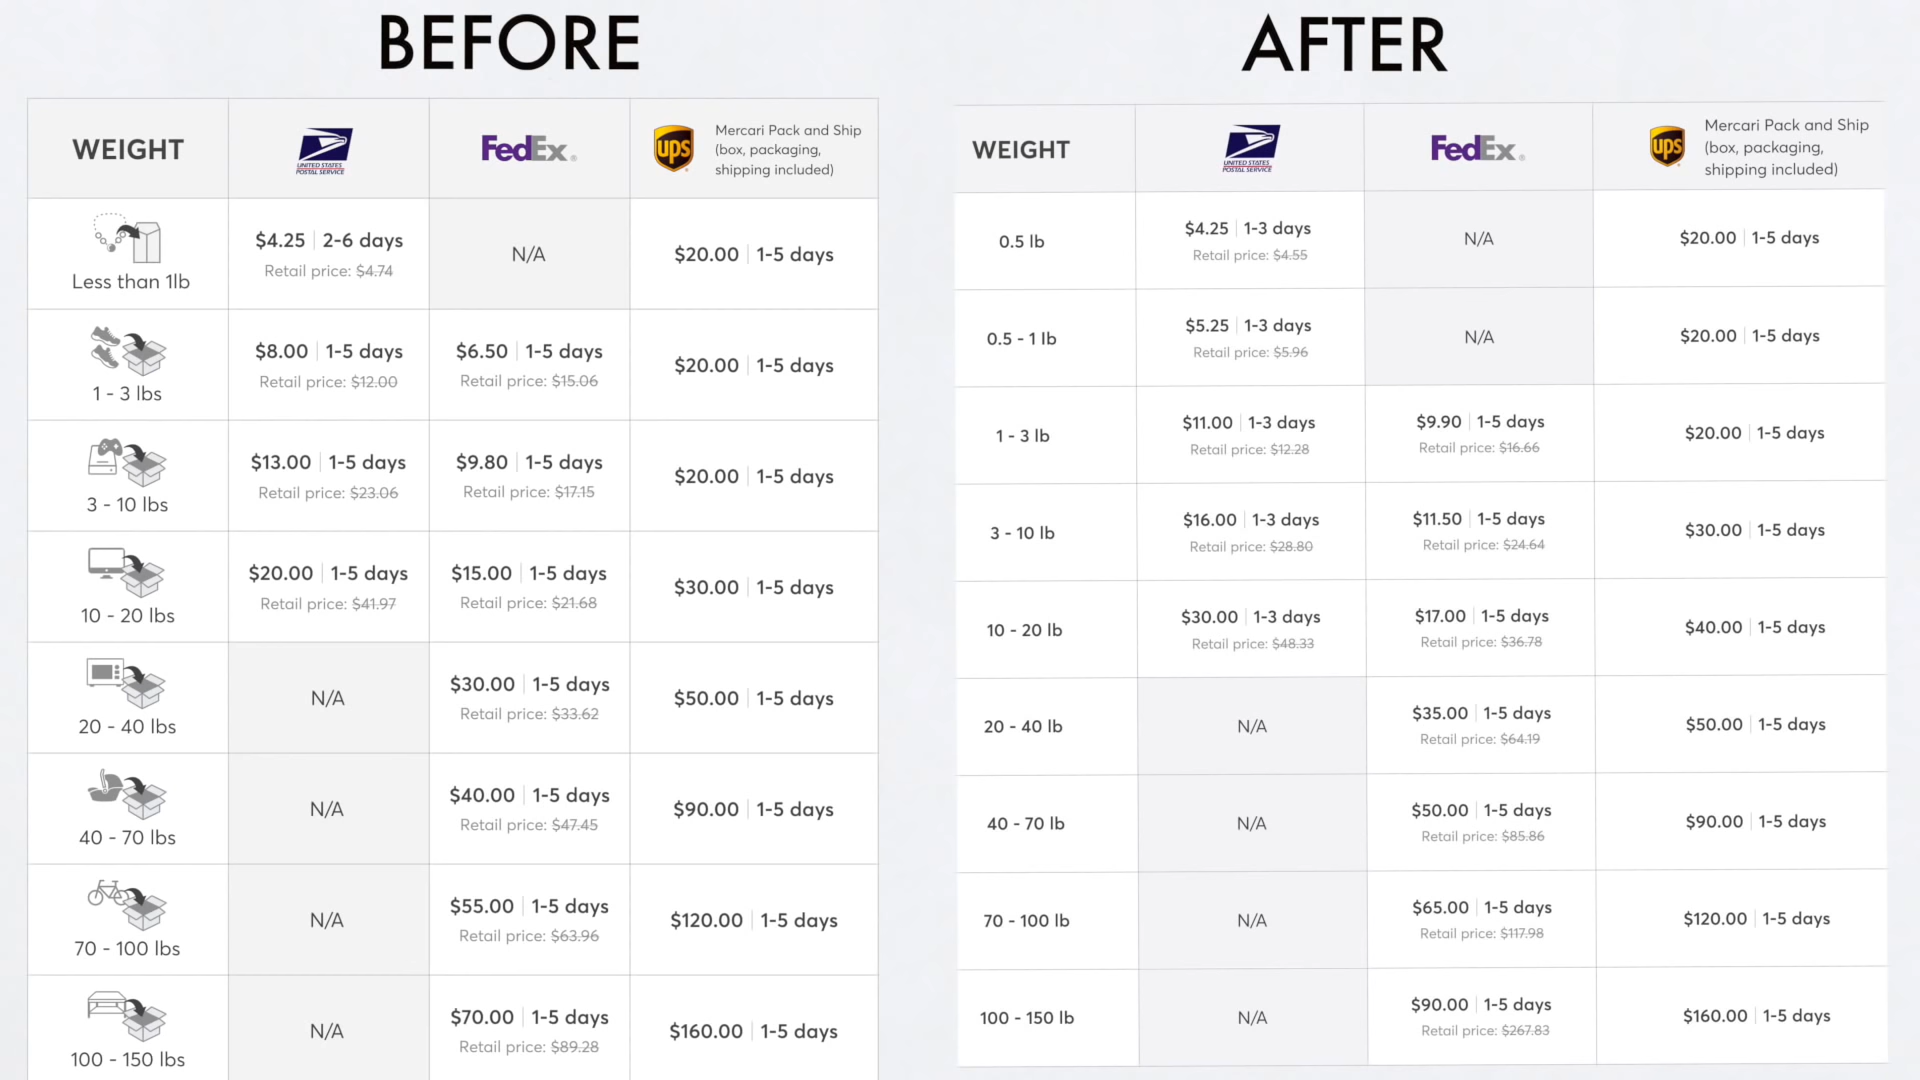 BEFORE
WEIGHT
UNITED STATES
POSTAL SERVICE
FedEx
ups
Mercari Pack and Ship
(box, packaging,
shipping included)
Less than 1lb
$4.25 | 2-6 days
Retail price: $4.74
N/A
$20.00 | 1-5 days
1 - 3 lbs
$8.00 | 1-5 days
Retail price: $12.00
$6.50 | 1-5 days
Retail price: $15.06
$20.00 | 1-5 days
3 - 10 lbs
$13.00 | 1-5 days
Retail price: $23.06
$9.80 | 1-5 days
Retail price: $17.15
$20.00 | 1-5 days
10 - 20 lbs
$20.00 | 1-5 days
Retail price: $41.97
$15.00 | 1-5 days
Retail price: $21.68
$30.00 | 1-5 days
20 - 40 lbs
N/A
$30.00 | 1-5 days
Retail price: $33.62
$50.00 | 1-5 days
40 - 70 lbs
N/A
$40.00 | 1-5 days
Retail price: $47.45
$90.00 | 1-5 days
70 - 100 lbs
N/A
$55.00 | 1-5 days
Retail price: $63.96
$120.00 | 1-5 days
100 - 150 lbs
N/A
$70.00 | 1-5 days
Retail price: $89.28
$160.00 | 1-5 days
AFTER
WEIGHT
UNITED STATES
POSTAL SERVICE
FedEx
ups
Mercari Pack and Ship
(box, packaging,
shipping included)
0.5 lb
$4.25 | 1-3 days
Retail price: $4.55
N/A
$20.00 | 1-5 days
0.5 - 1 lb
$5.25 | 1-3 days
Retail price: $5.96
N/A
$20.00 | 1-5 days
1 - 3 lb
$11.00 | 1-3 days
Retail price: $12.28
$9.90 | 1-5 days
Retail price: $16.66
$20.00 | 1-5 days
3 - 10 lb
$16.00 | 1-3 days
Retail price: $28.80
$11.50 | 1-5 days
Retail price: $24.64
$30.00 | 1-5 days
10 - 20 lb
$30.00 | 1-3 days
Retail price: $48.33
$17.00 | 1-5 days
Retail price: $36.78
$40.00 | 1-5 days
20 - 40 lb
N/A
$35.00 | 1-5 days
Retail price: $64.19
$50.00 | 1-5 days
40 - 70 lb
N/A
$50.00 | 1-5 days
Retail price: $85.86
$90.00 | 1-5 days
70 - 100 lb
N/A
$65.00 | 1-5 days
Retail price: $117.98
$120.00 | 1-5 days
100 - 150 lb
N/A
$90.00 | 1-5 days
Retail price: $267.83
$160.00 | 1-5 days